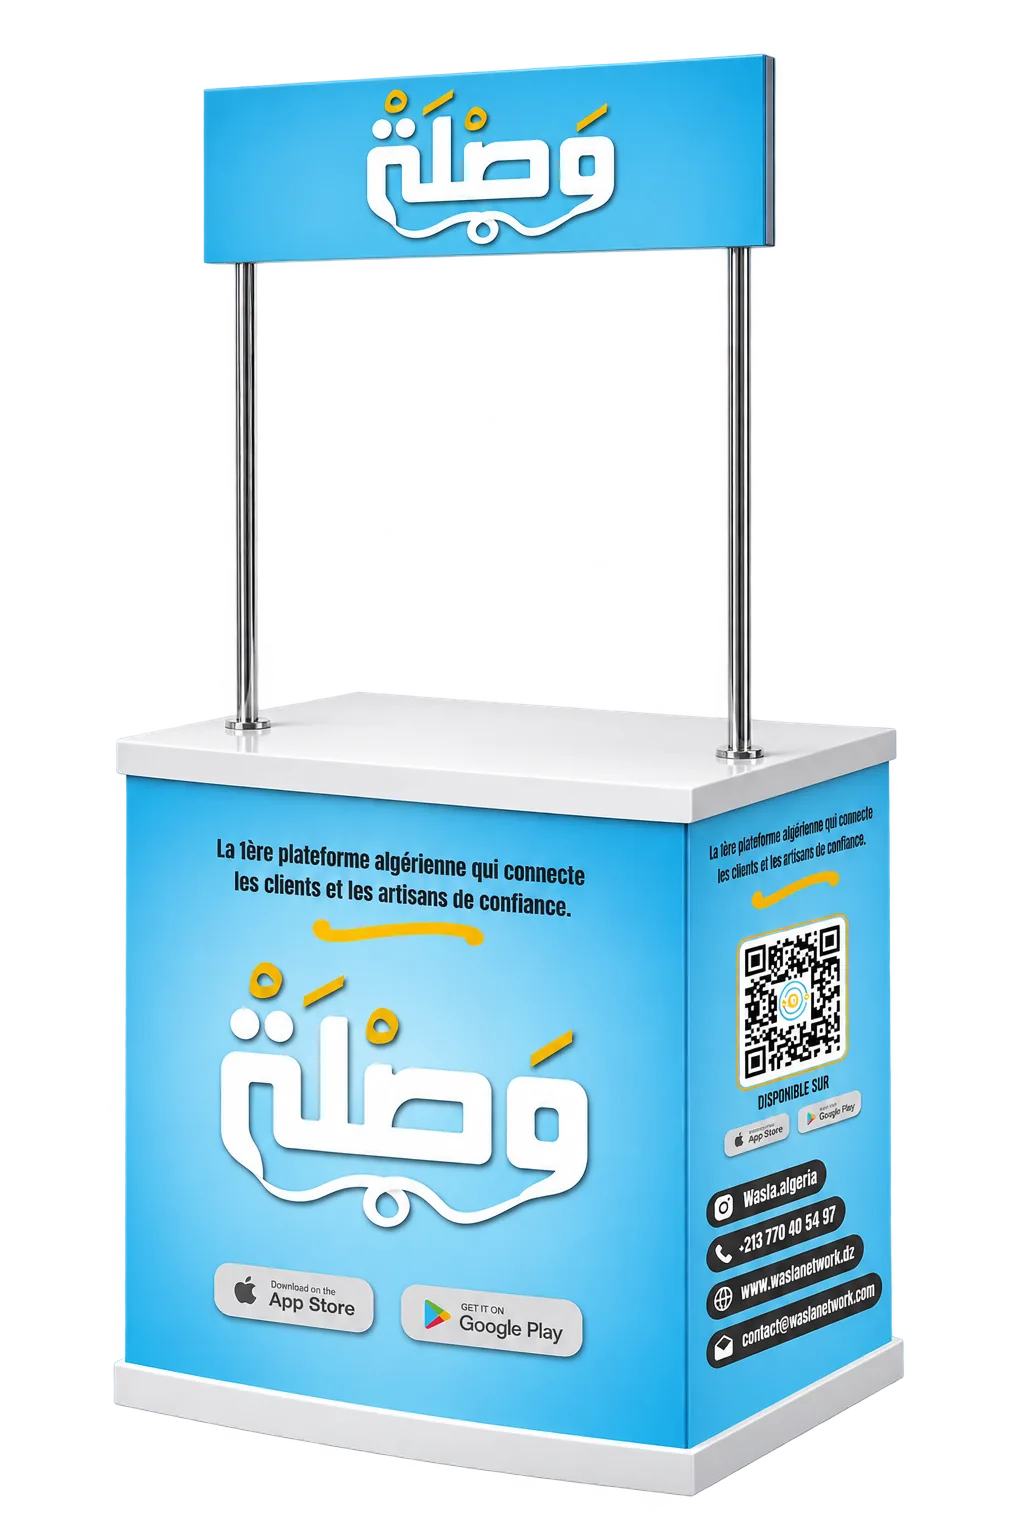 وَصْلَةْ
La 1ère plateforme algérienne qui connecte
les clients et les artisans de confiance.
وَصْلَةْ
Download on the
App Store
GET IT ON
Google Play
La 1ère plateforme algérienne qui connecte
les clients et les artisans de confiance.
DISPONIBLE SUR
App Store
Google Play
Wasla.algeria
+213 770 40 54 97
www.waslanetwork.dz
contact@waslanetwork.com